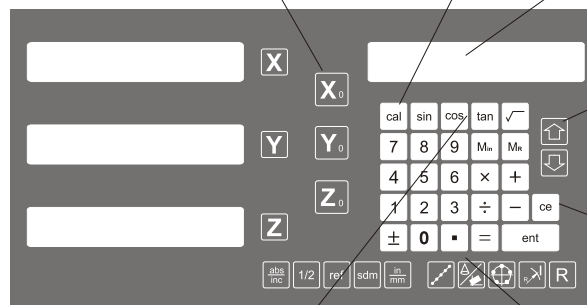 X
X₀
cal sin cos tan √
7 8 9 Min MR
Y
Y₀
4 5 6 × +
Z₀
1 2 3 ÷ − ce
Z
± 0 . = ent
abs
inc
1/2 ref sdm
in
mm
R
R